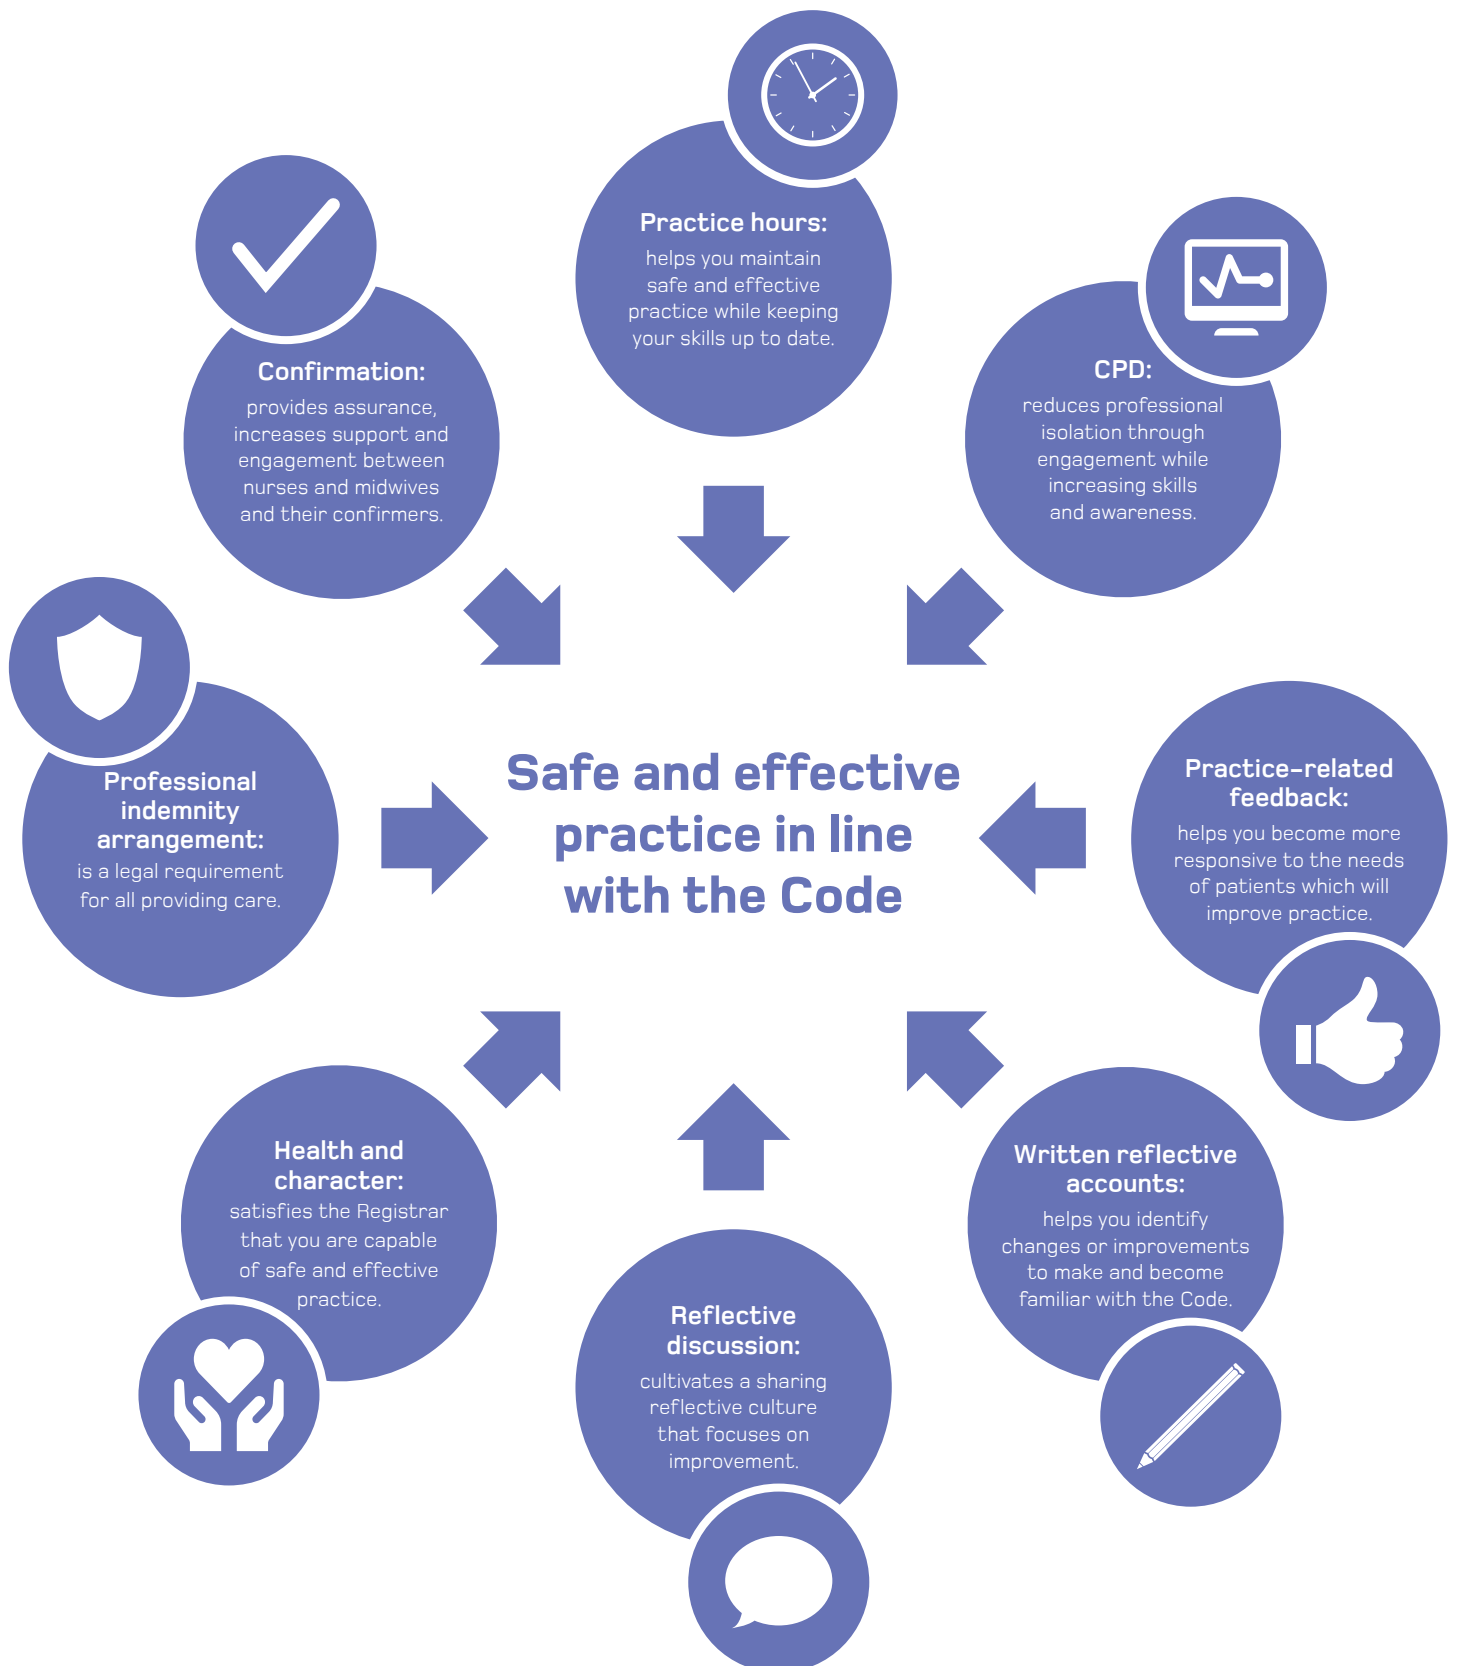 Practice hours:
helps you maintain
safe and effective
practice while keeping
your skills up to date.
CPD:
reduces professional
isolation through
engagement while
increasing skills
and awareness.
Practice-related
feedback:
helps you become more
responsive to the needs
of patients which will
improve practice.
Written reflective
accounts:
helps you identify
changes or improvements
to make and become
familiar with the Code.
Reflective
discussion:
cultivates a sharing
reflective culture
that focuses on
improvement.
Health and
character:
satisfies the Registrar
that you are capable
of safe and effective
practice.
Professional
indemnity
arrangement:
is a legal requirement
for all providing care.
Confirmation:
provides assurance,
increases support and
engagement between
nurses and midwives
and their confirmers.
Safe and effective
practice in line
with the Code